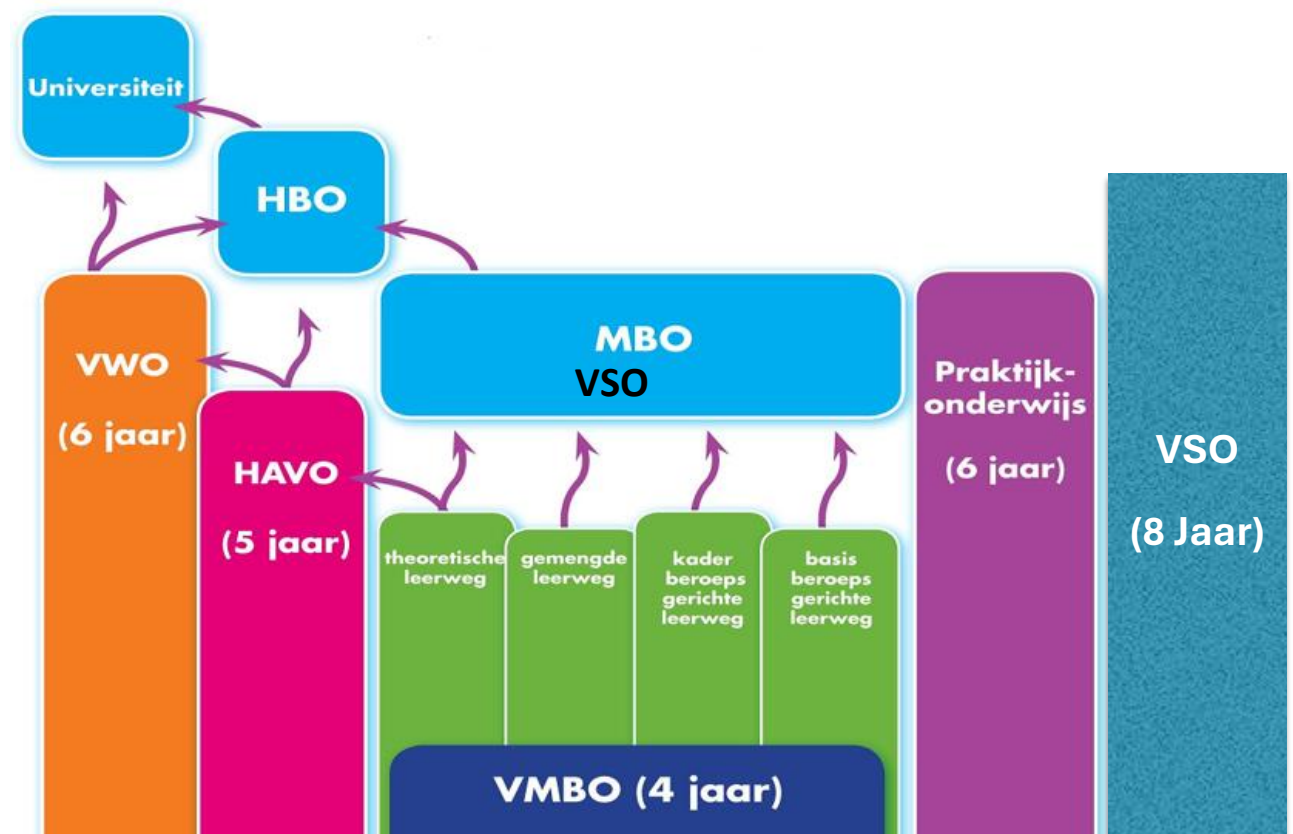 Universiteit
HBO
VWO
(6 jaar)
HAVO
(5 jaar)
MBO
VSO
theoretische
leerweg
gemengde
leerweg
kader
beroeps
gerichte
leerweg
basis
beroeps
gerichte
leerweg
VMBO (4 jaar)
Praktijk-
onderwijs
(6 jaar)
VSO
(8 Jaar)